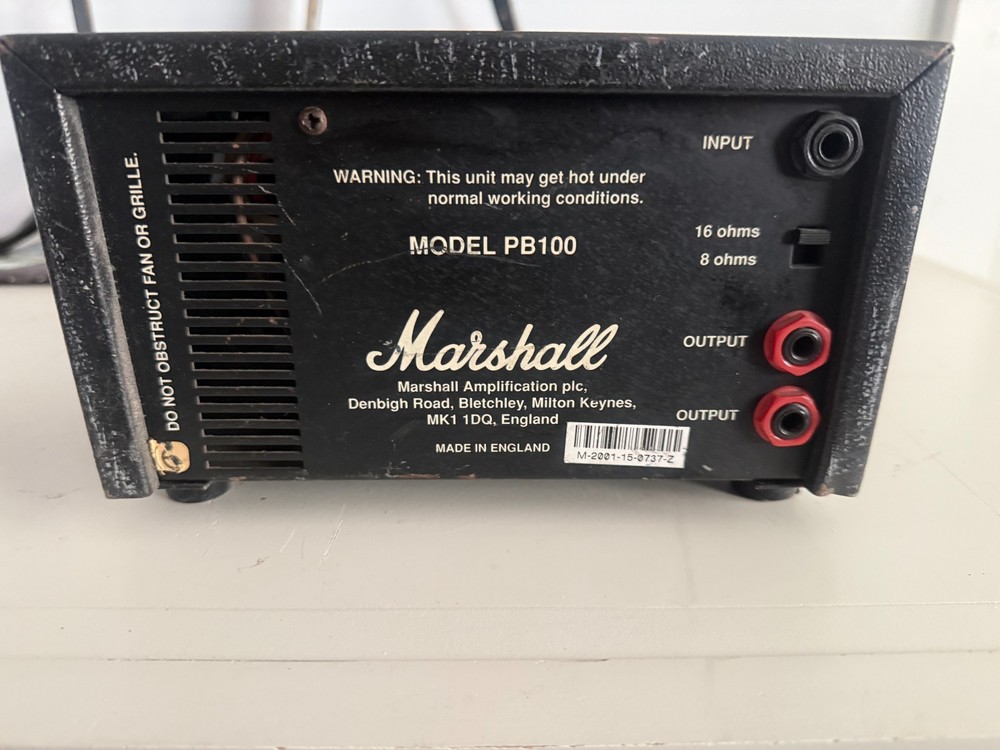 DO NOT OBSTRUCT FAN OR GRILLE.
WARNING: This unit may get hot under
normal working conditions.
MODEL PB100
Marshall
Marshall Amplification plc,
Denbigh Road, Bletchley, Milton Keynes,
MK1 1DQ, England
MADE IN ENGLAND
M-2001-15-0737-Z
INPUT
16 ohms
8 ohms
OUTPUT
OUTPUT